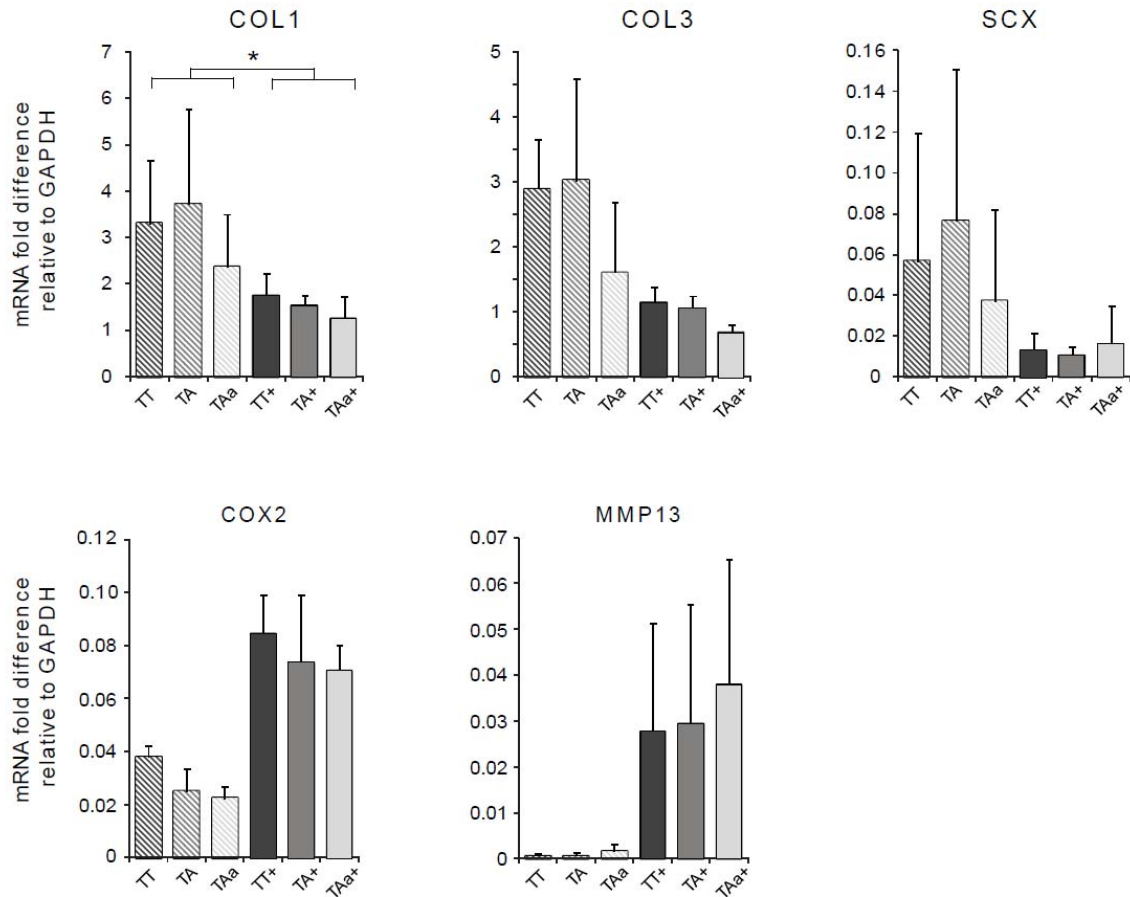 COL1
COL3
SCX
mRNA fold difference
relative to GAPDH
7
6
5
4
3
2
1
0
*
TT
TA
TAa
TT+
TA+
TAa+
5
4
3
2
1
0
TT
TA
TAa
TT+
TA+
TAa+
0.16
0.14
0.12
0.10
0.08
0.06
0.04
0.02
0
TT
TA
TAa
TT+
TA+
TAa+
COX2
MMP13
mRNA fold difference
relative to GAPDH
0.12
0.10
0.08
0.06
0.04
0.02
0
TT
TA
TAa
TT+
TA+
TAa+
0.07
0.06
0.05
0.04
0.03
0.02
0.01
0
TT
TA
TAa
TT+
TA+
TAa+